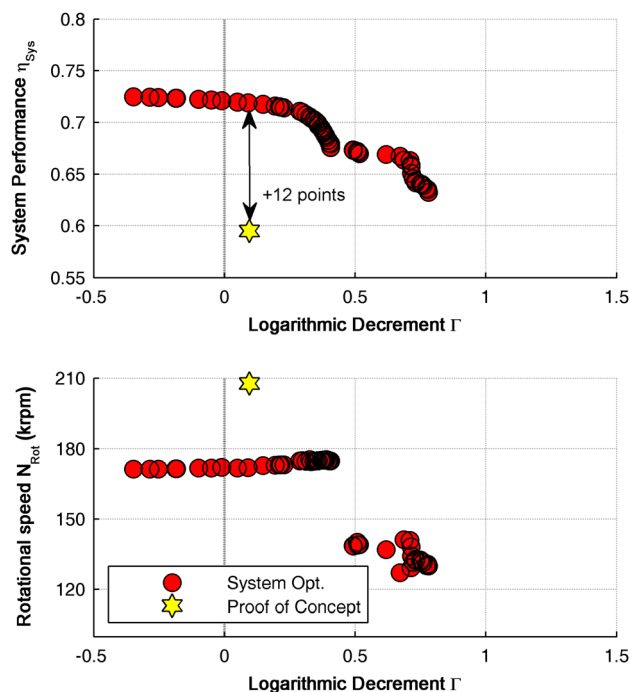 0.8
0.75
0.7
0.65
0.6
0.55
System Performance η_Sys
+12 points
-0.5 0 0.5 1 1.5
Logarithmic Decrement Γ
210
180
150
120
Rotational speed N_Rot (krpm)
System Opt.
Proof of Concept
-0.5 0 0.5 1 1.5
Logarithmic Decrement Γ